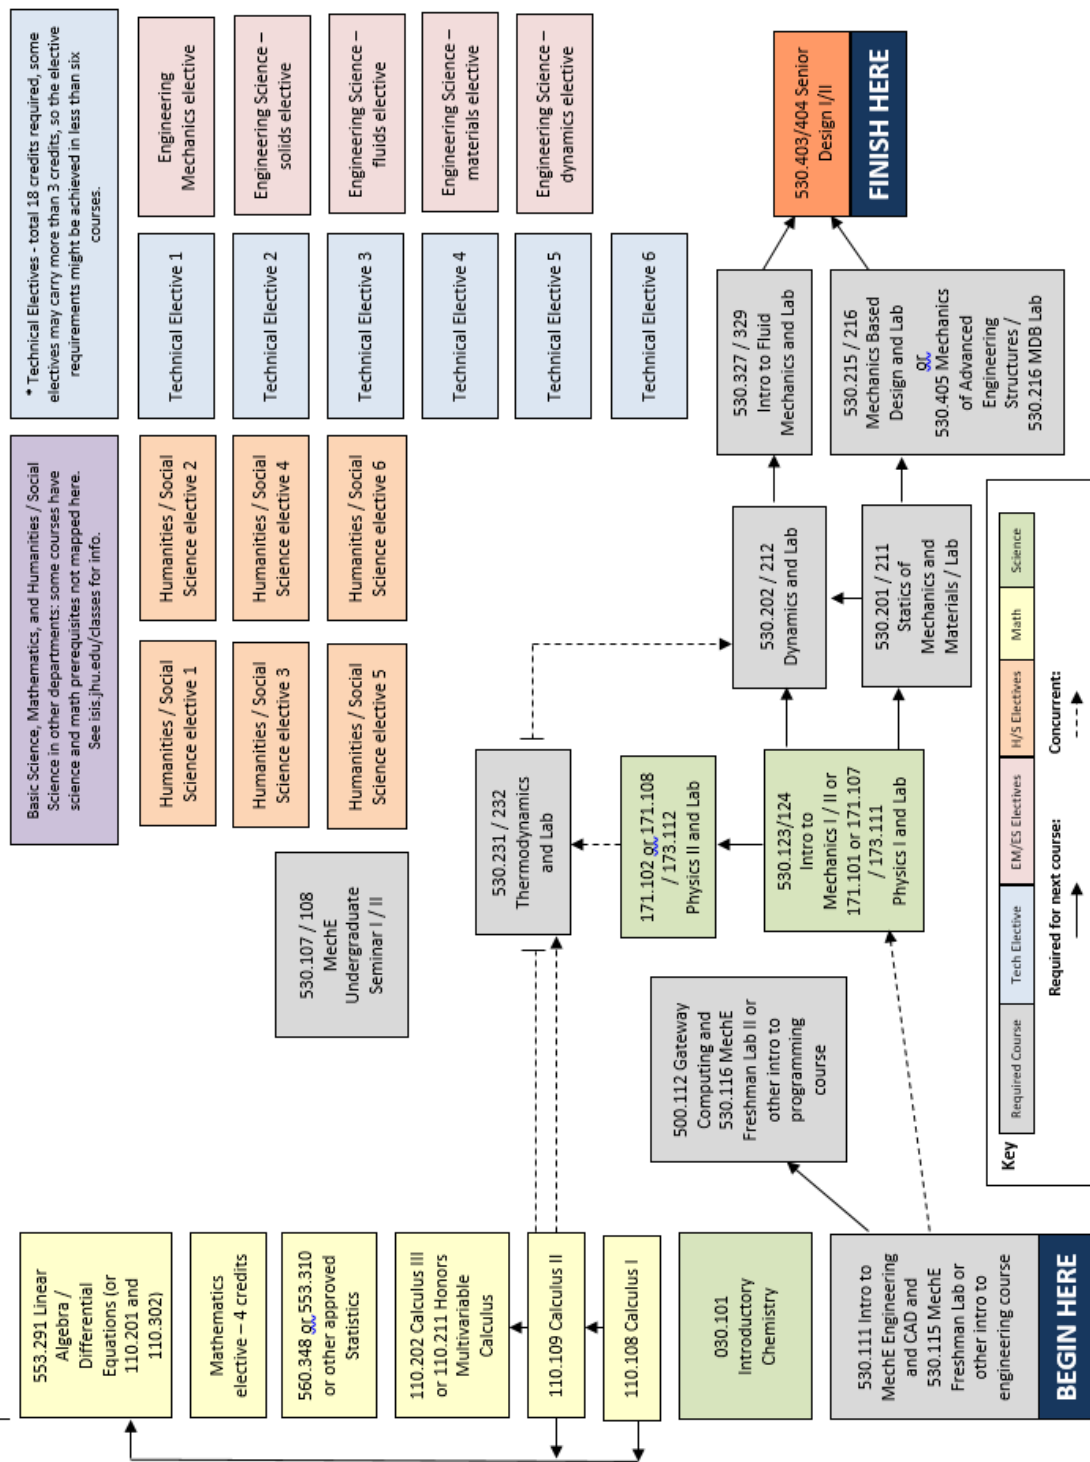 553.291 Linear
Algebra /
Differential
Equations (or
110.201 and
110.302)
Mathematics
elective – 4 credits
560.348 or 553.310
or other approved
Statistics
110.202 Calculus III
or 110.211 Honors
Multivariable
Calculus
110.109 Calculus II
110.108 Calculus I
030.101
Introductory
Chemistry
530.111 Intro to
MechE Engineering
and CAD and
530.115 MechE
Freshman Lab or
other intro to
engineering course
BEGIN HERE
530.107 / 108
MechE
Undergraduate
Seminar I / II
500.112 Gateway
Computing and
530.116 MechE
Freshman Lab II or
other intro to
programming
course
Basic Science, Mathematics, and Humanities / Social
Science in other departments: some courses have
science and math prerequisites not mapped here.
See isis.jhu.edu/classes for info.
Humanities / Social
Science elective 1
Humanities / Social
Science elective 2
Humanities / Social
Science elective 3
Humanities / Social
Science elective 4
Humanities / Social
Science elective 5
Humanities / Social
Science elective 6
530.231 / 232
Thermodynamics
and Lab
171.102 or 171.108
/ 173.112
Physics II and Lab
530.123/124
Intro to
Mechanics I / II or
171.101 or 171.107
/ 173.111
Physics I and Lab
530.202 / 212
Dynamics and Lab
530.201 / 211
Statics of
Mechanics and
Materials / Lab
* Technical Electives - total 18 credits required, some
electives may carry more than 3 credits, so the elective
requirements might be achieved in less than six
courses.
Technical Elective 1
Technical Elective 2
Technical Elective 3
Technical Elective 4
Technical Elective 5
Technical Elective 6
Engineering
Mechanics elective
Engineering Science –
solids elective
Engineering Science –
fluids elective
Engineering Science –
materials elective
Engineering Science –
dynamics elective
530.327 / 329
Intro to Fluid
Mechanics and Lab
530.215 / 216
Mechanics Based
Design and Lab
or
530.405 Mechanics
of Advanced
Engineering
Structures /
530.216 MDB Lab
530.403/404 Senior
Design I/II
FINISH HERE
Key
Required Course
Tech Elective
EM/ES Electives
H/S Electives
Math
Science
Required for next course:
Concurrent: